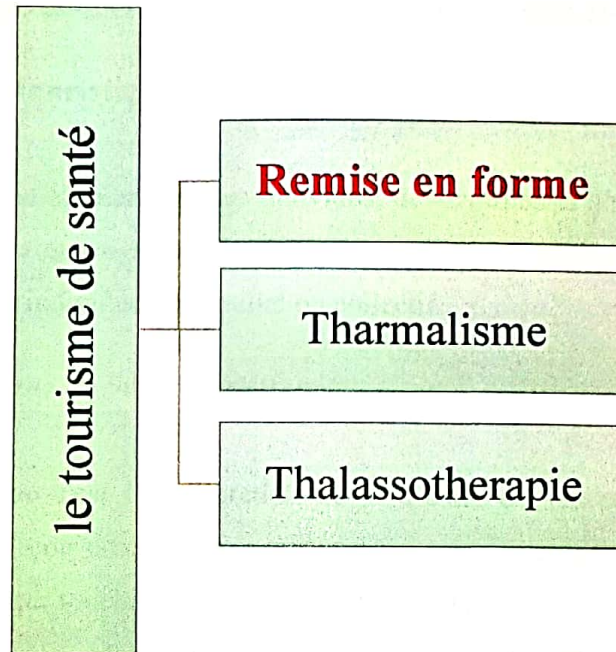 le tourisme de santé
Remise en forme
Tharmalisme
Thalassotherapie